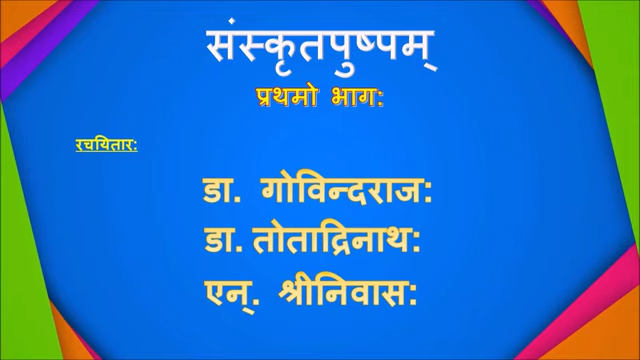 संस्कृतपुष्पम्
प्रथमो भाग:
रचयितार:
डा. गोविन्दराज:
डा. तोताद्रिनाथ:
एन्. श्रीनिवास: